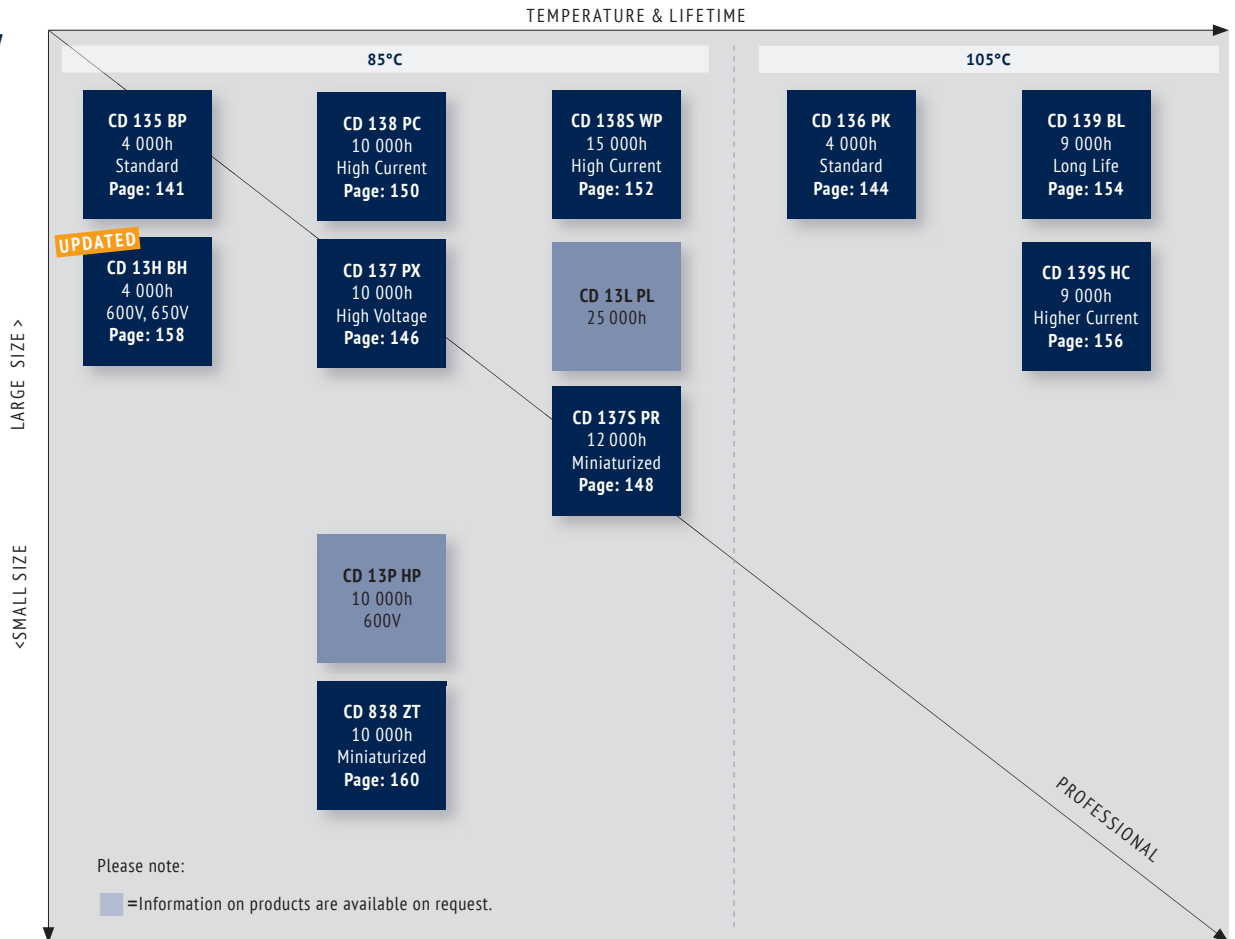 TEMPERATURE & LIFETIME
85°C
105°C
CD 135 BP
4 000h
Standard
Page: 141
CD 138 PC
10 000h
High Current
Page: 150
CD 138S WP
15 000h
High Current
Page: 152
CD 136 PK
4 000h
Standard
Page: 144
CD 139 BL
9 000h
Long Life
Page: 154
UPDATED
CD 13H BH
4 000h
600V, 650V
Page: 158
CD 137 PX
10 000h
High Voltage
Page: 146
CD 13L PL
25 000h
CD 139S HC
9 000h
Higher Current
Page: 156
LARGE SIZE >
CD 137S PR
12 000h
Miniaturized
Page: 148
<SMALL SIZE
CD 13P HP
10 000h
600V
CD 838 ZT
10 000h
Miniaturized
Page: 160
PROFESSIONAL
Please note:
=Information on products are available on request.